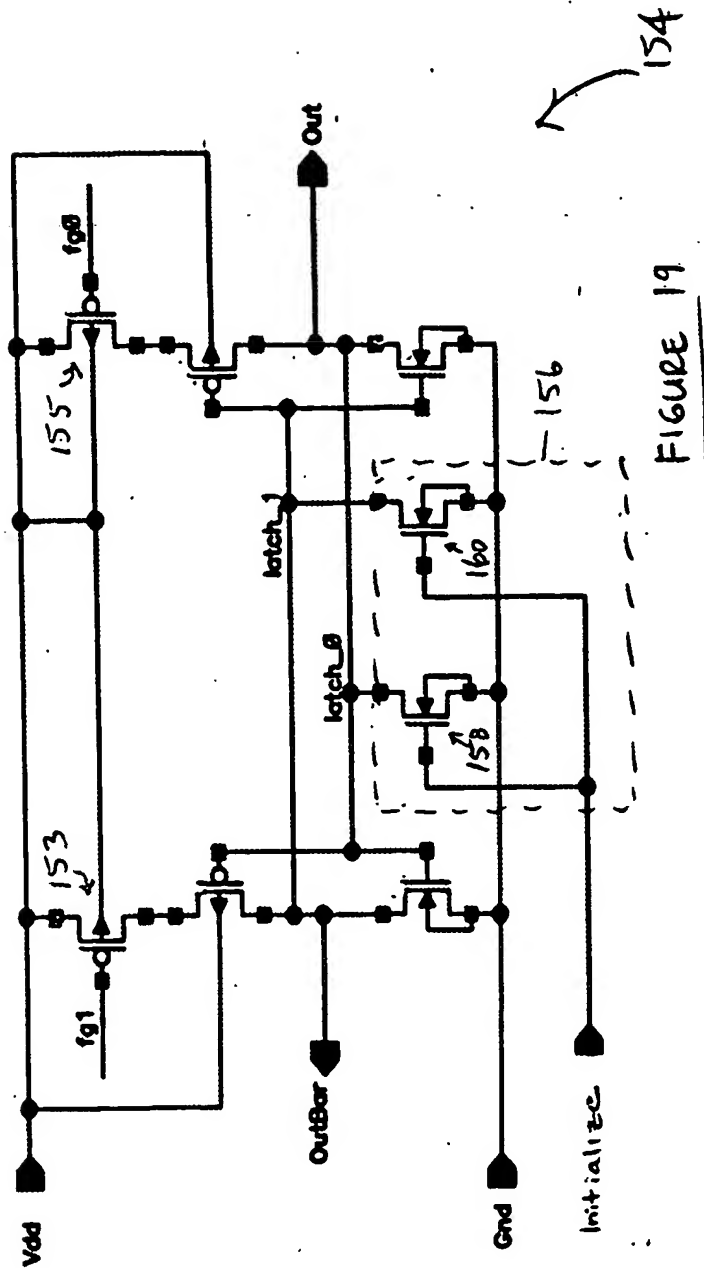 Vdd
fg1
153
155
fg0
OutBar
Out
latch_1
latch_0
158
160
156
Gnd
Initialize
154
FIGURE 19